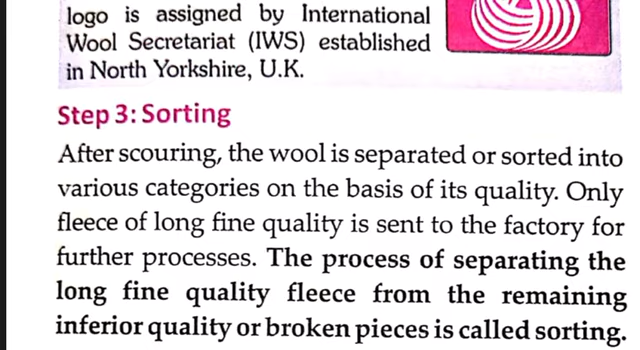 logo is assigned by International
Wool Secretariat (IWS) established
in North Yorkshire, U.K.
Step 3: Sorting
After scouring, the wool is separated or sorted into
various categories on the basis of its quality. Only
fleece of long fine quality is sent to the factory for
further processes. The process of separating the
long fine quality fleece from the remaining
inferior quality or broken pieces is called sorting.